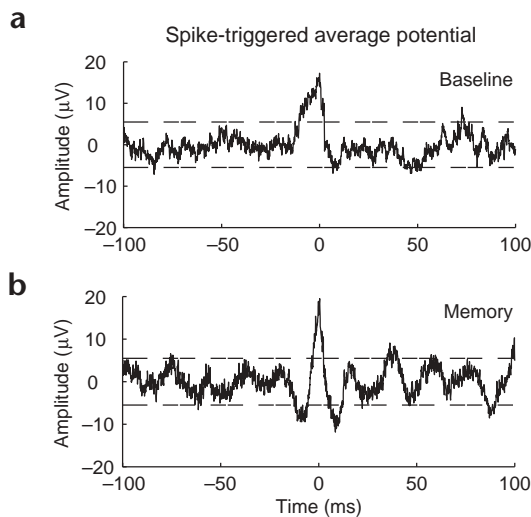 a
Spike-triggered average potential
Baseline
Amplitude (μV)
20
10
0
−10
−20
−100
−50
0
50
100
b
Memory
Amplitude (μV)
20
10
0
−10
−20
−100
−50
0
50
100
Time (ms)